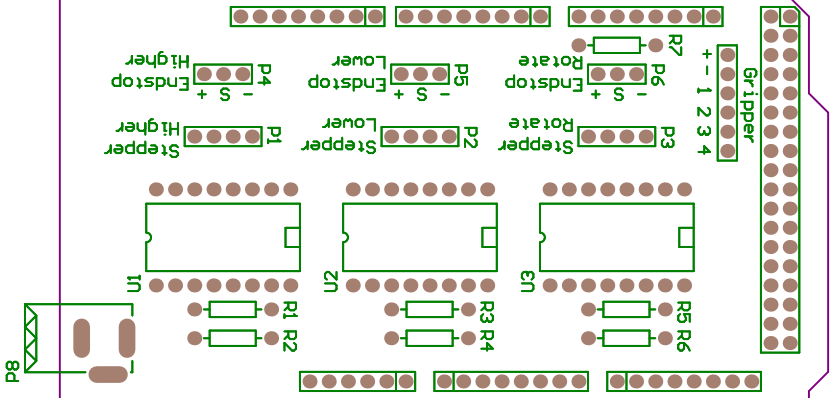 Higher
Endstop
P4
+ S -
Lower
Endstop
P5
+ S -
Rotate
Endstop
P6
+ S -
R7
Gripper
+ - 1 2 3 4
Higher
Stepper
P1
Lower
Stepper
P2
Rotate
Stepper
P3
U1
U2
U3
R1
R2
R3
R4
R5
R6
P8